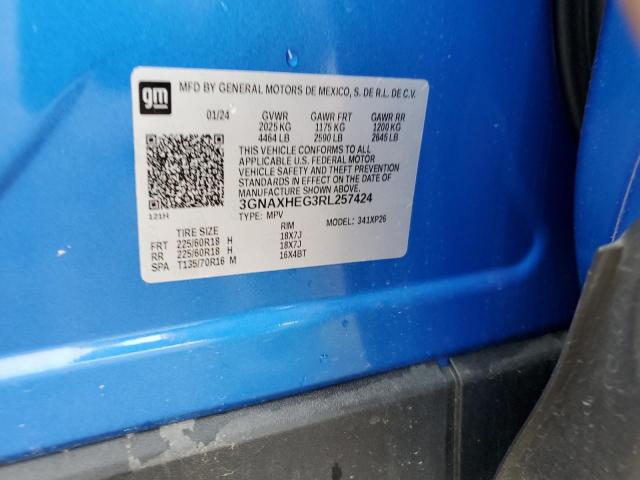 gm
MFD BY GENERAL MOTORS DE MEXICO, S. DE R.L. DE C.V.
01/24 GVWR GAWR FRT GAWR RR
2025 KG 1175 KG 1200 KG
4464 LB 2590 LB 2645 LB
THIS VEHICLE CONFORMS TO ALL
APPLICABLE U.S. FEDERAL MOTOR
VEHICLE SAFETY AND THEFT PREVENTION
STANDARDS IN EFFECT ON THE DATE OF
MANUFACTURE SHOWN ABOVE.
3GNAXHEG3RL257424
121H TYPE: MPV MODEL: 341XP26
TIRE SIZE RIM
FRT 225/60R18 H 18X7J
RR 225/60R18 H 18X7J
SPA T135/70R16 M 16X4BT